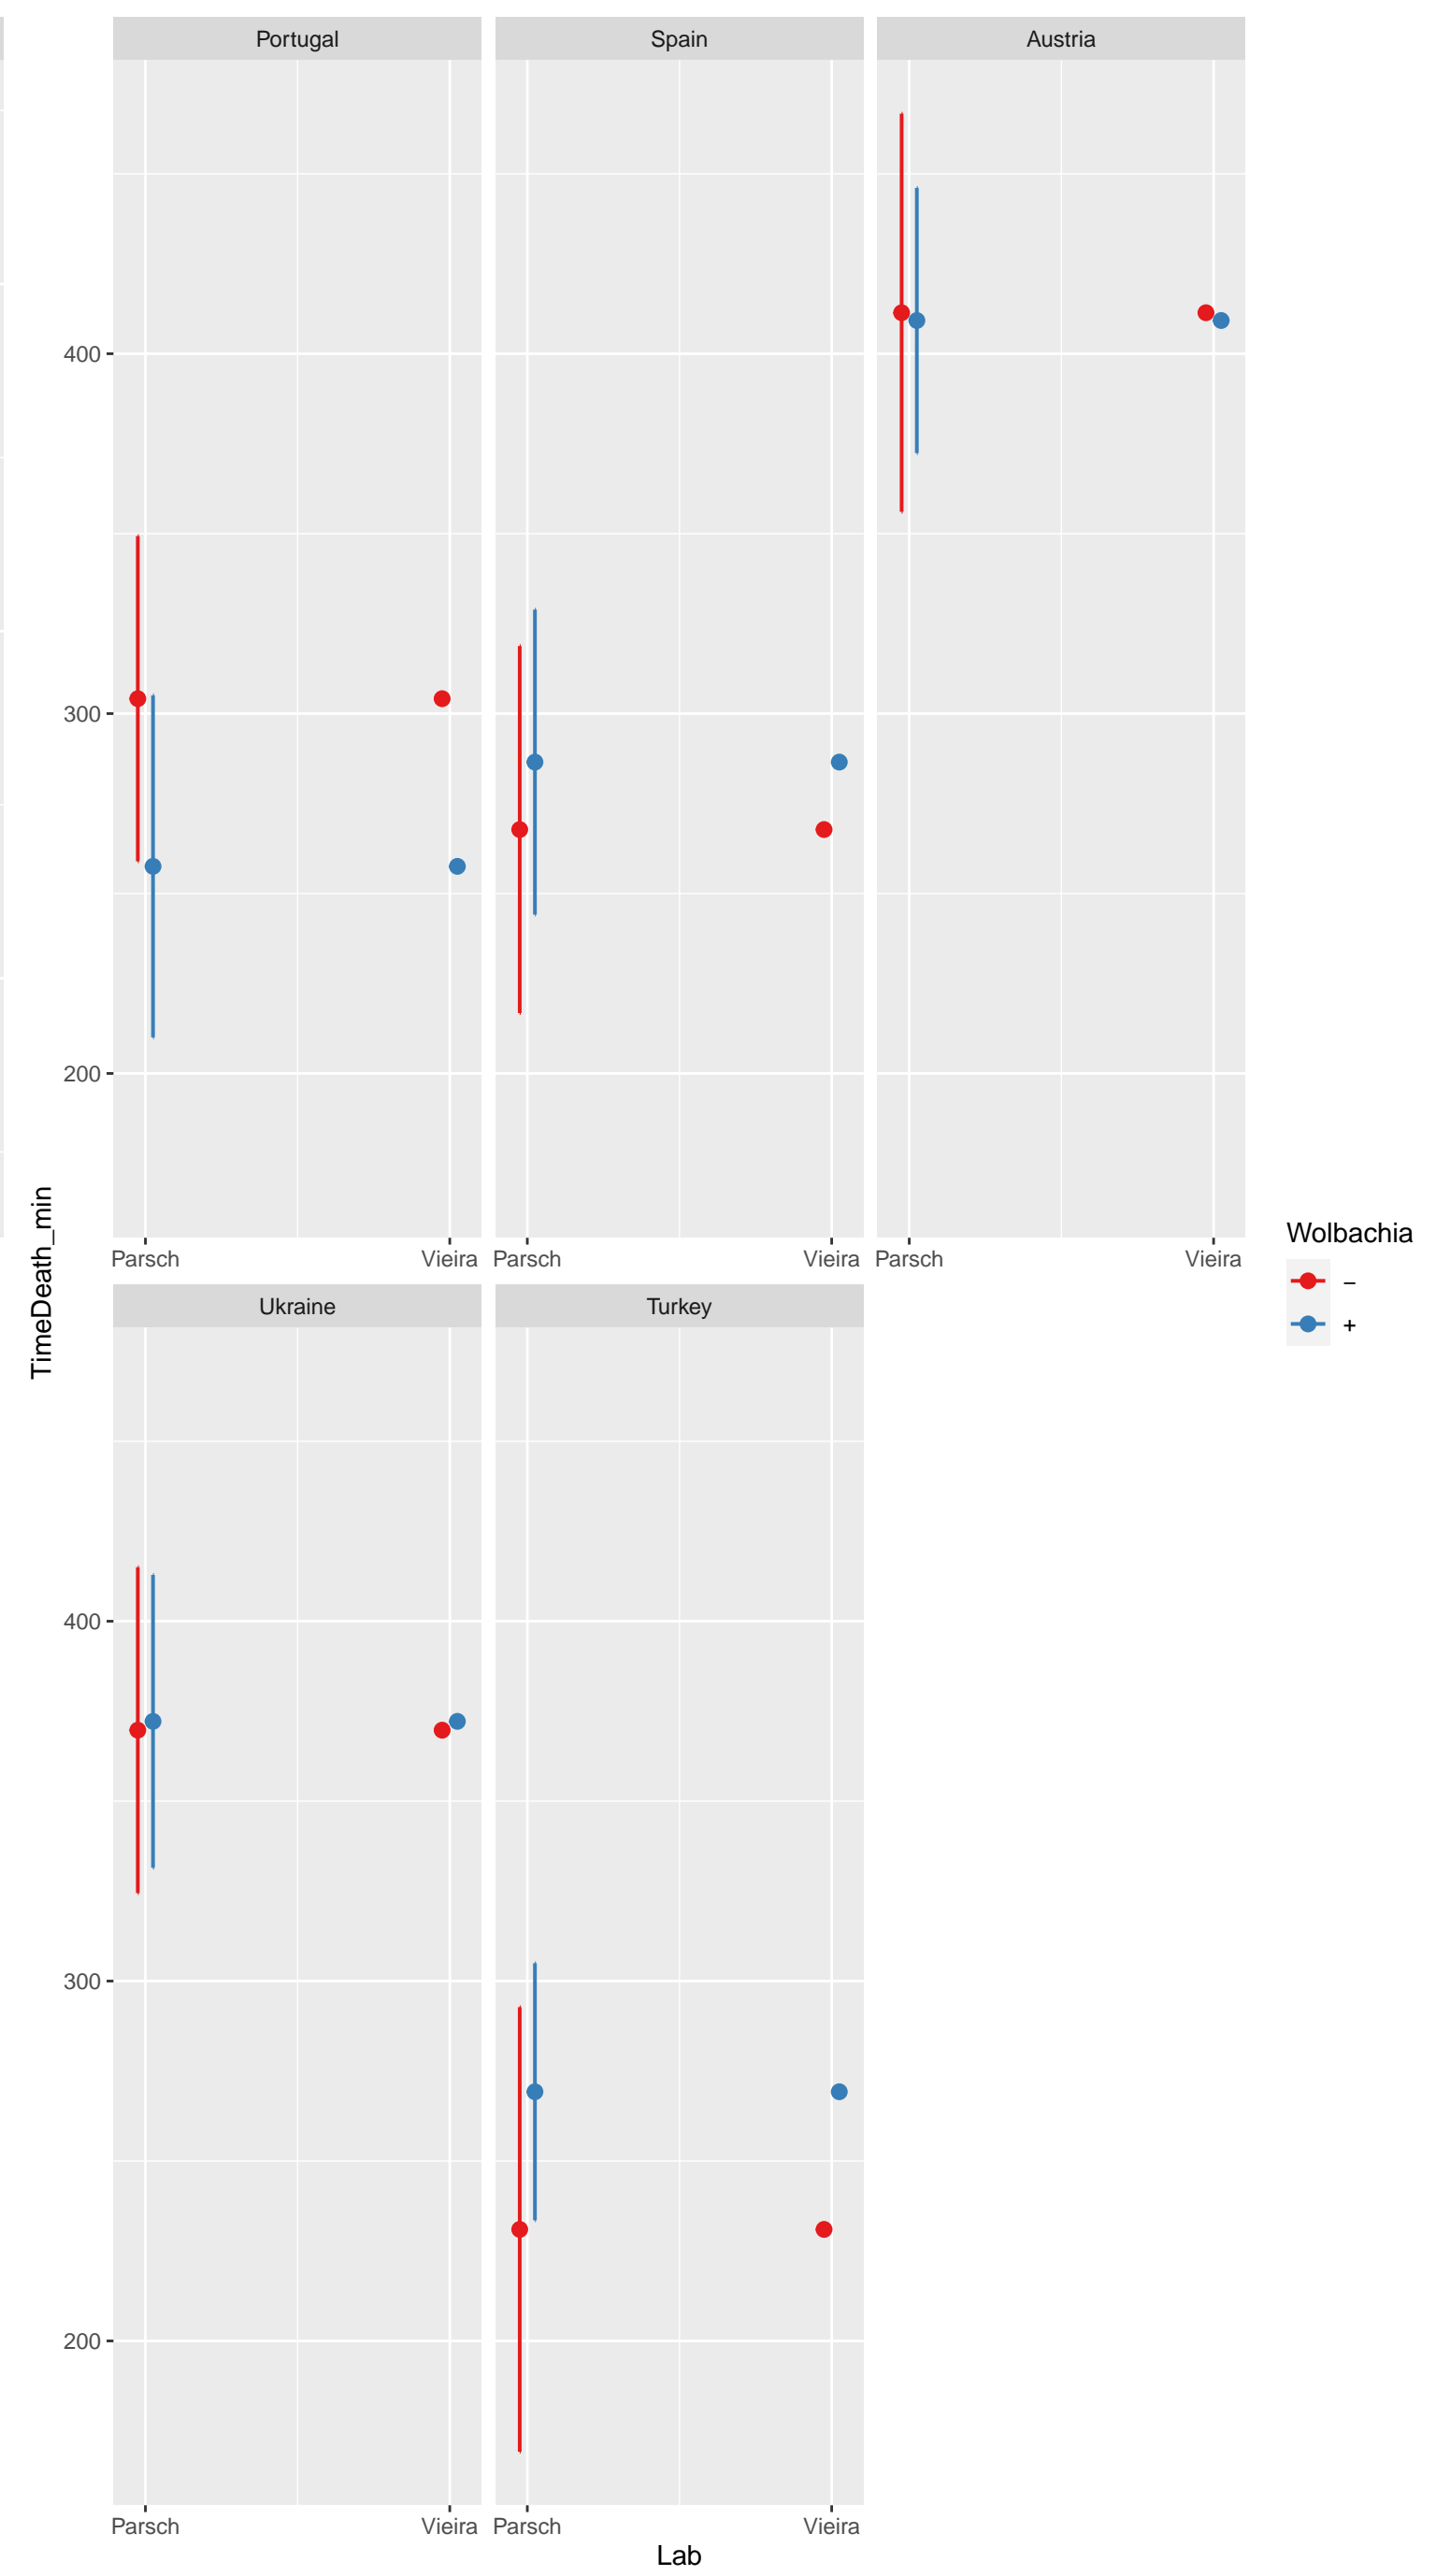 Portugal
Spain
Austria
400
300
200
Parsch
Vieira
Parsch
Vieira
Parsch
Vieira
Ukraine
Turkey
400
300
200
Parsch
Vieira
Parsch
Vieira
TimeDeath_min
Lab
Wolbachia
−
+